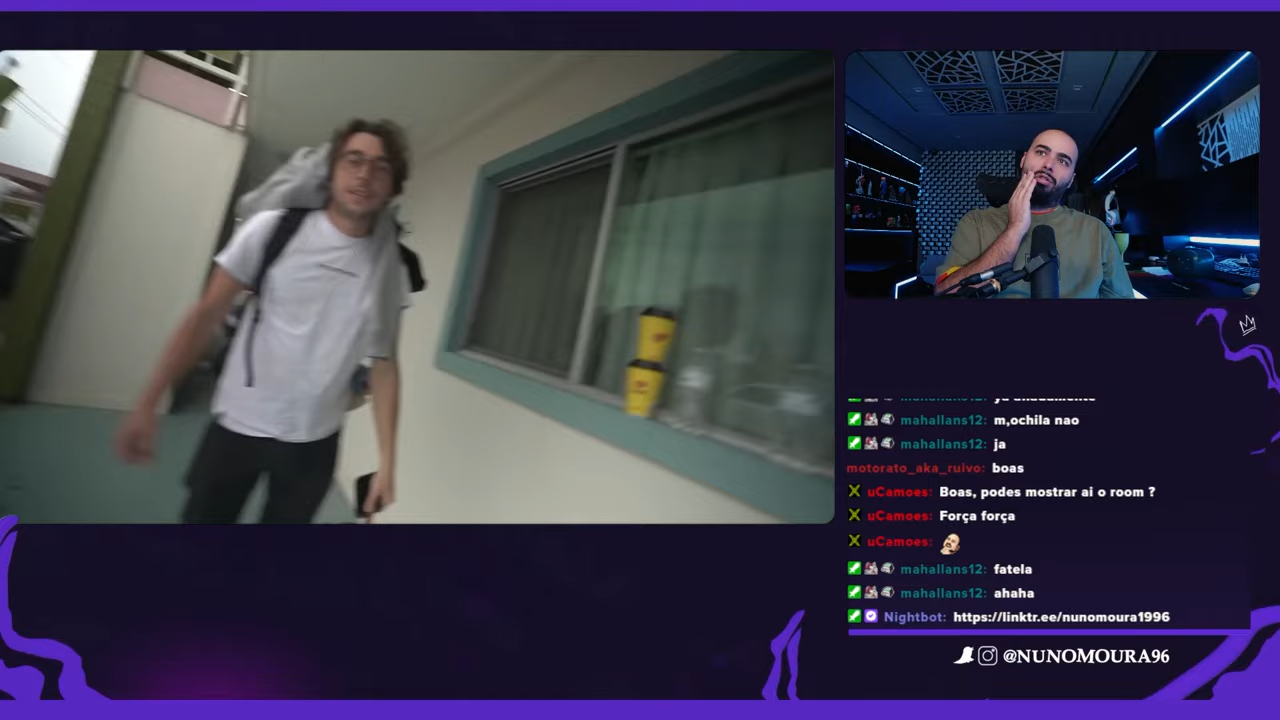 mahallans12: m,ochila nao
mahallans12: ja
motorato_aka_ruivo: boas
uCamoes: Boas, podes mostrar ai o room ?
uCamoes: Força força
uCamoes:
mahallans12: fatela
mahallans12: ahaha
Nightbot: https://linktr.ee/nunomoura1996
@NUNOMOURA96